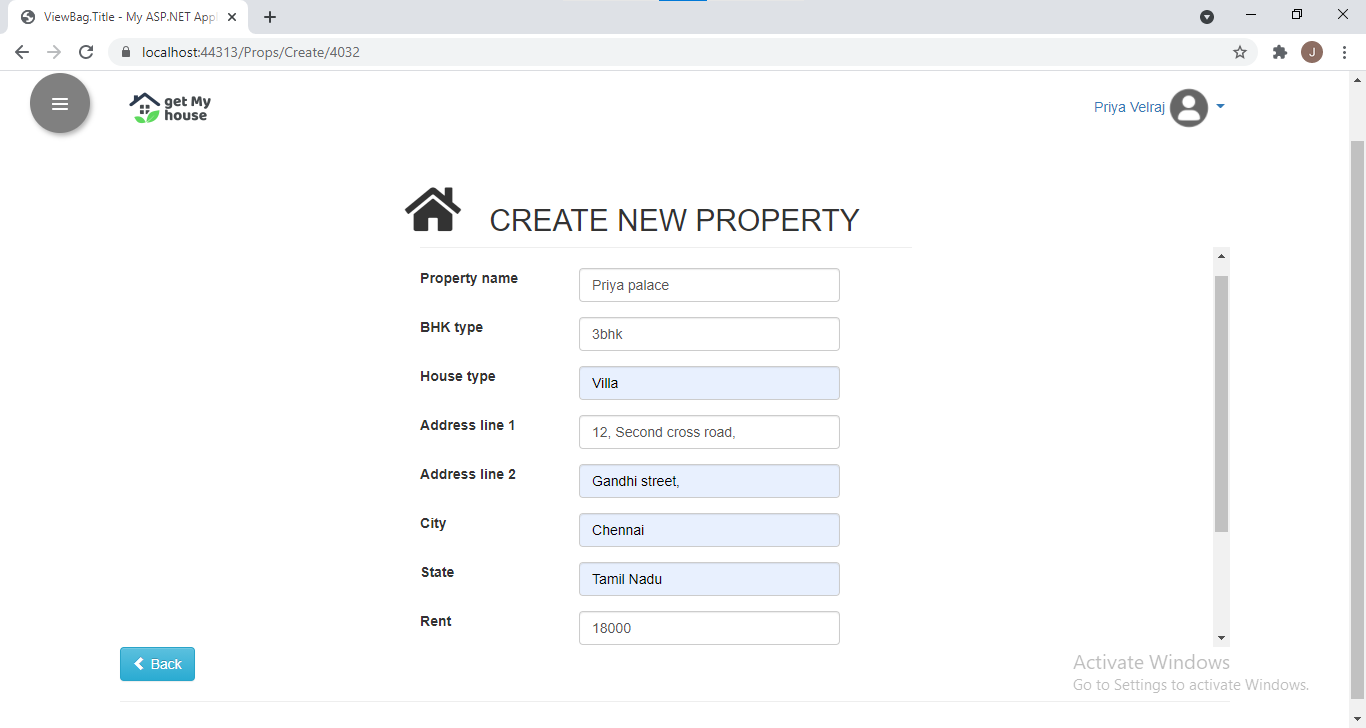 ViewBag.Title - My ASP.NET Appl
localhost:44313/Props/Create/4032
J
get My
house
Priya Velraj
CREATE NEW PROPERTY
Property name Priya palace
BHK type 3bhk
House type Villa
Address line 1 12, Second cross road,
Address line 2 Gandhi street,
City Chennai
State Tamil Nadu
Rent 18000
Back
Activate Windows
Go to Settings to activate Windows.